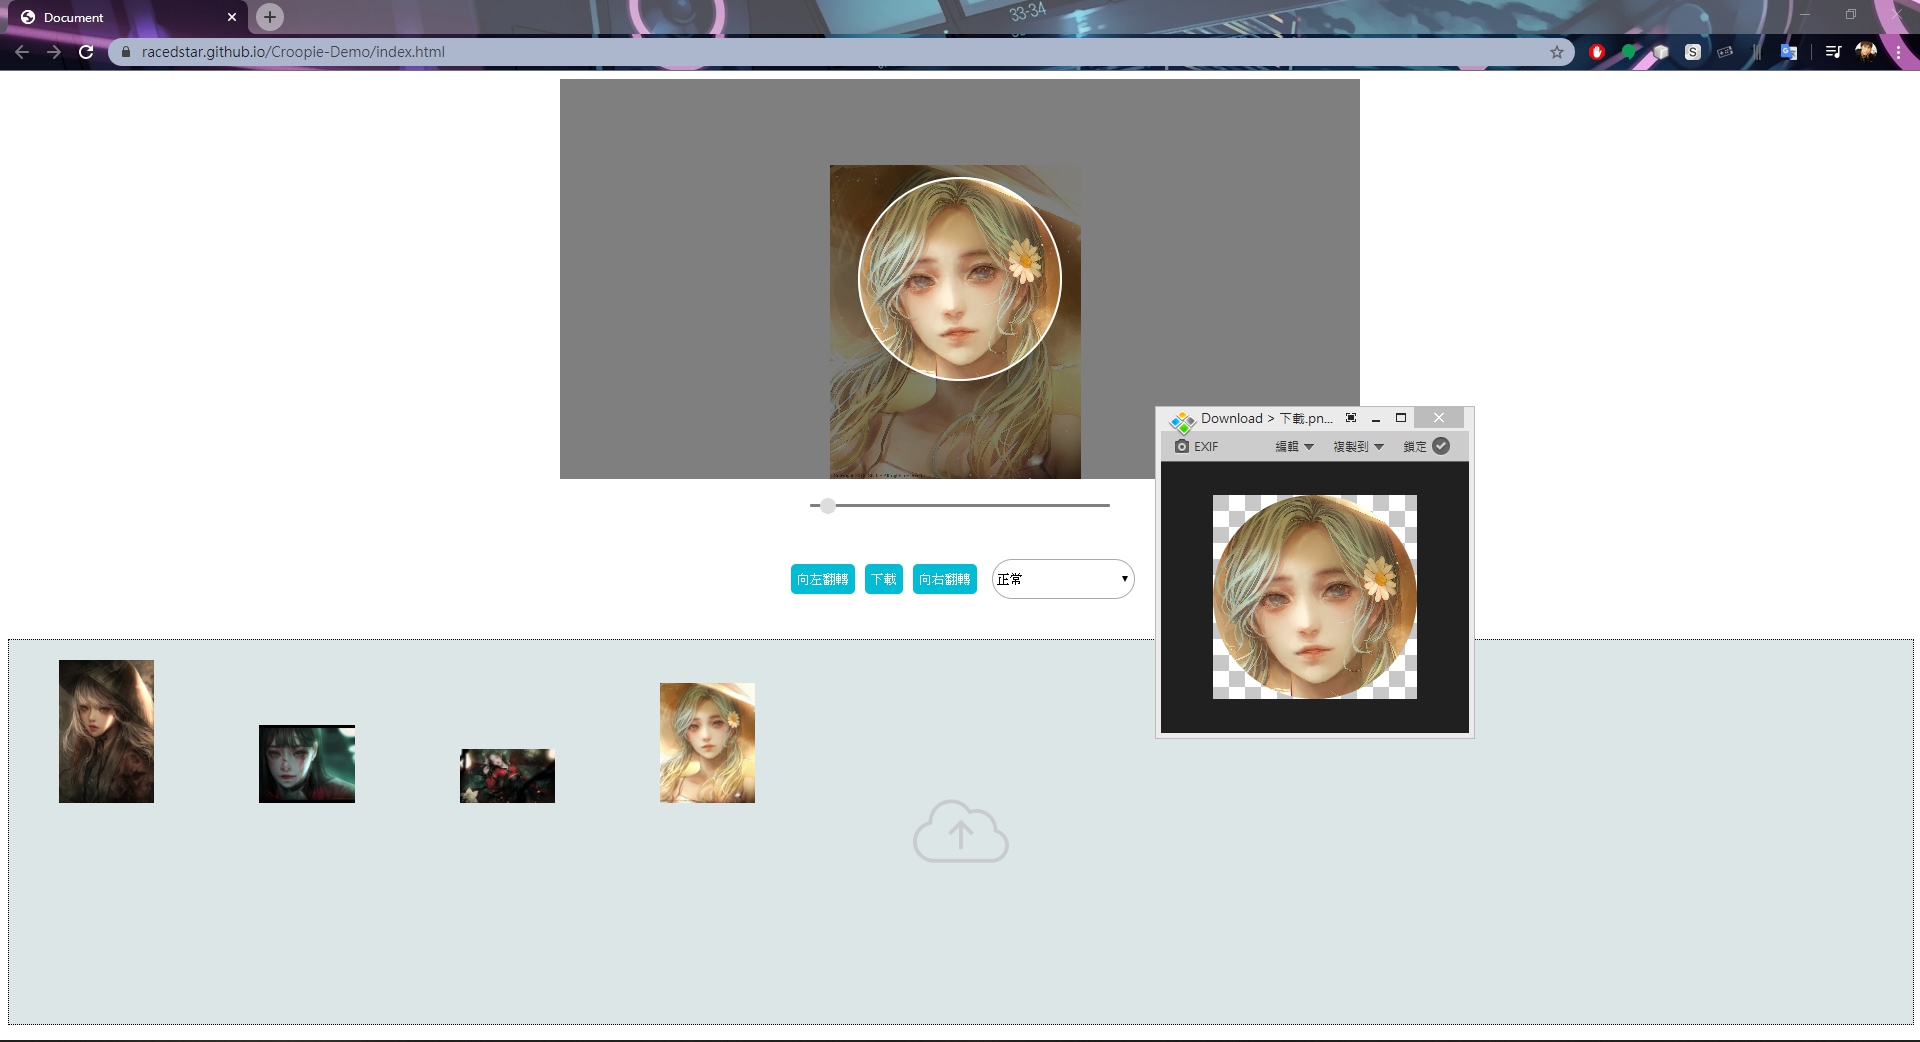 Document
33-34
racedstar.github.io/Croopie-Demo/index.html
S
Download > 下載.pn...
EXIF
編輯
複製到
鎖定
向左翻轉
下載
向右翻轉
正常